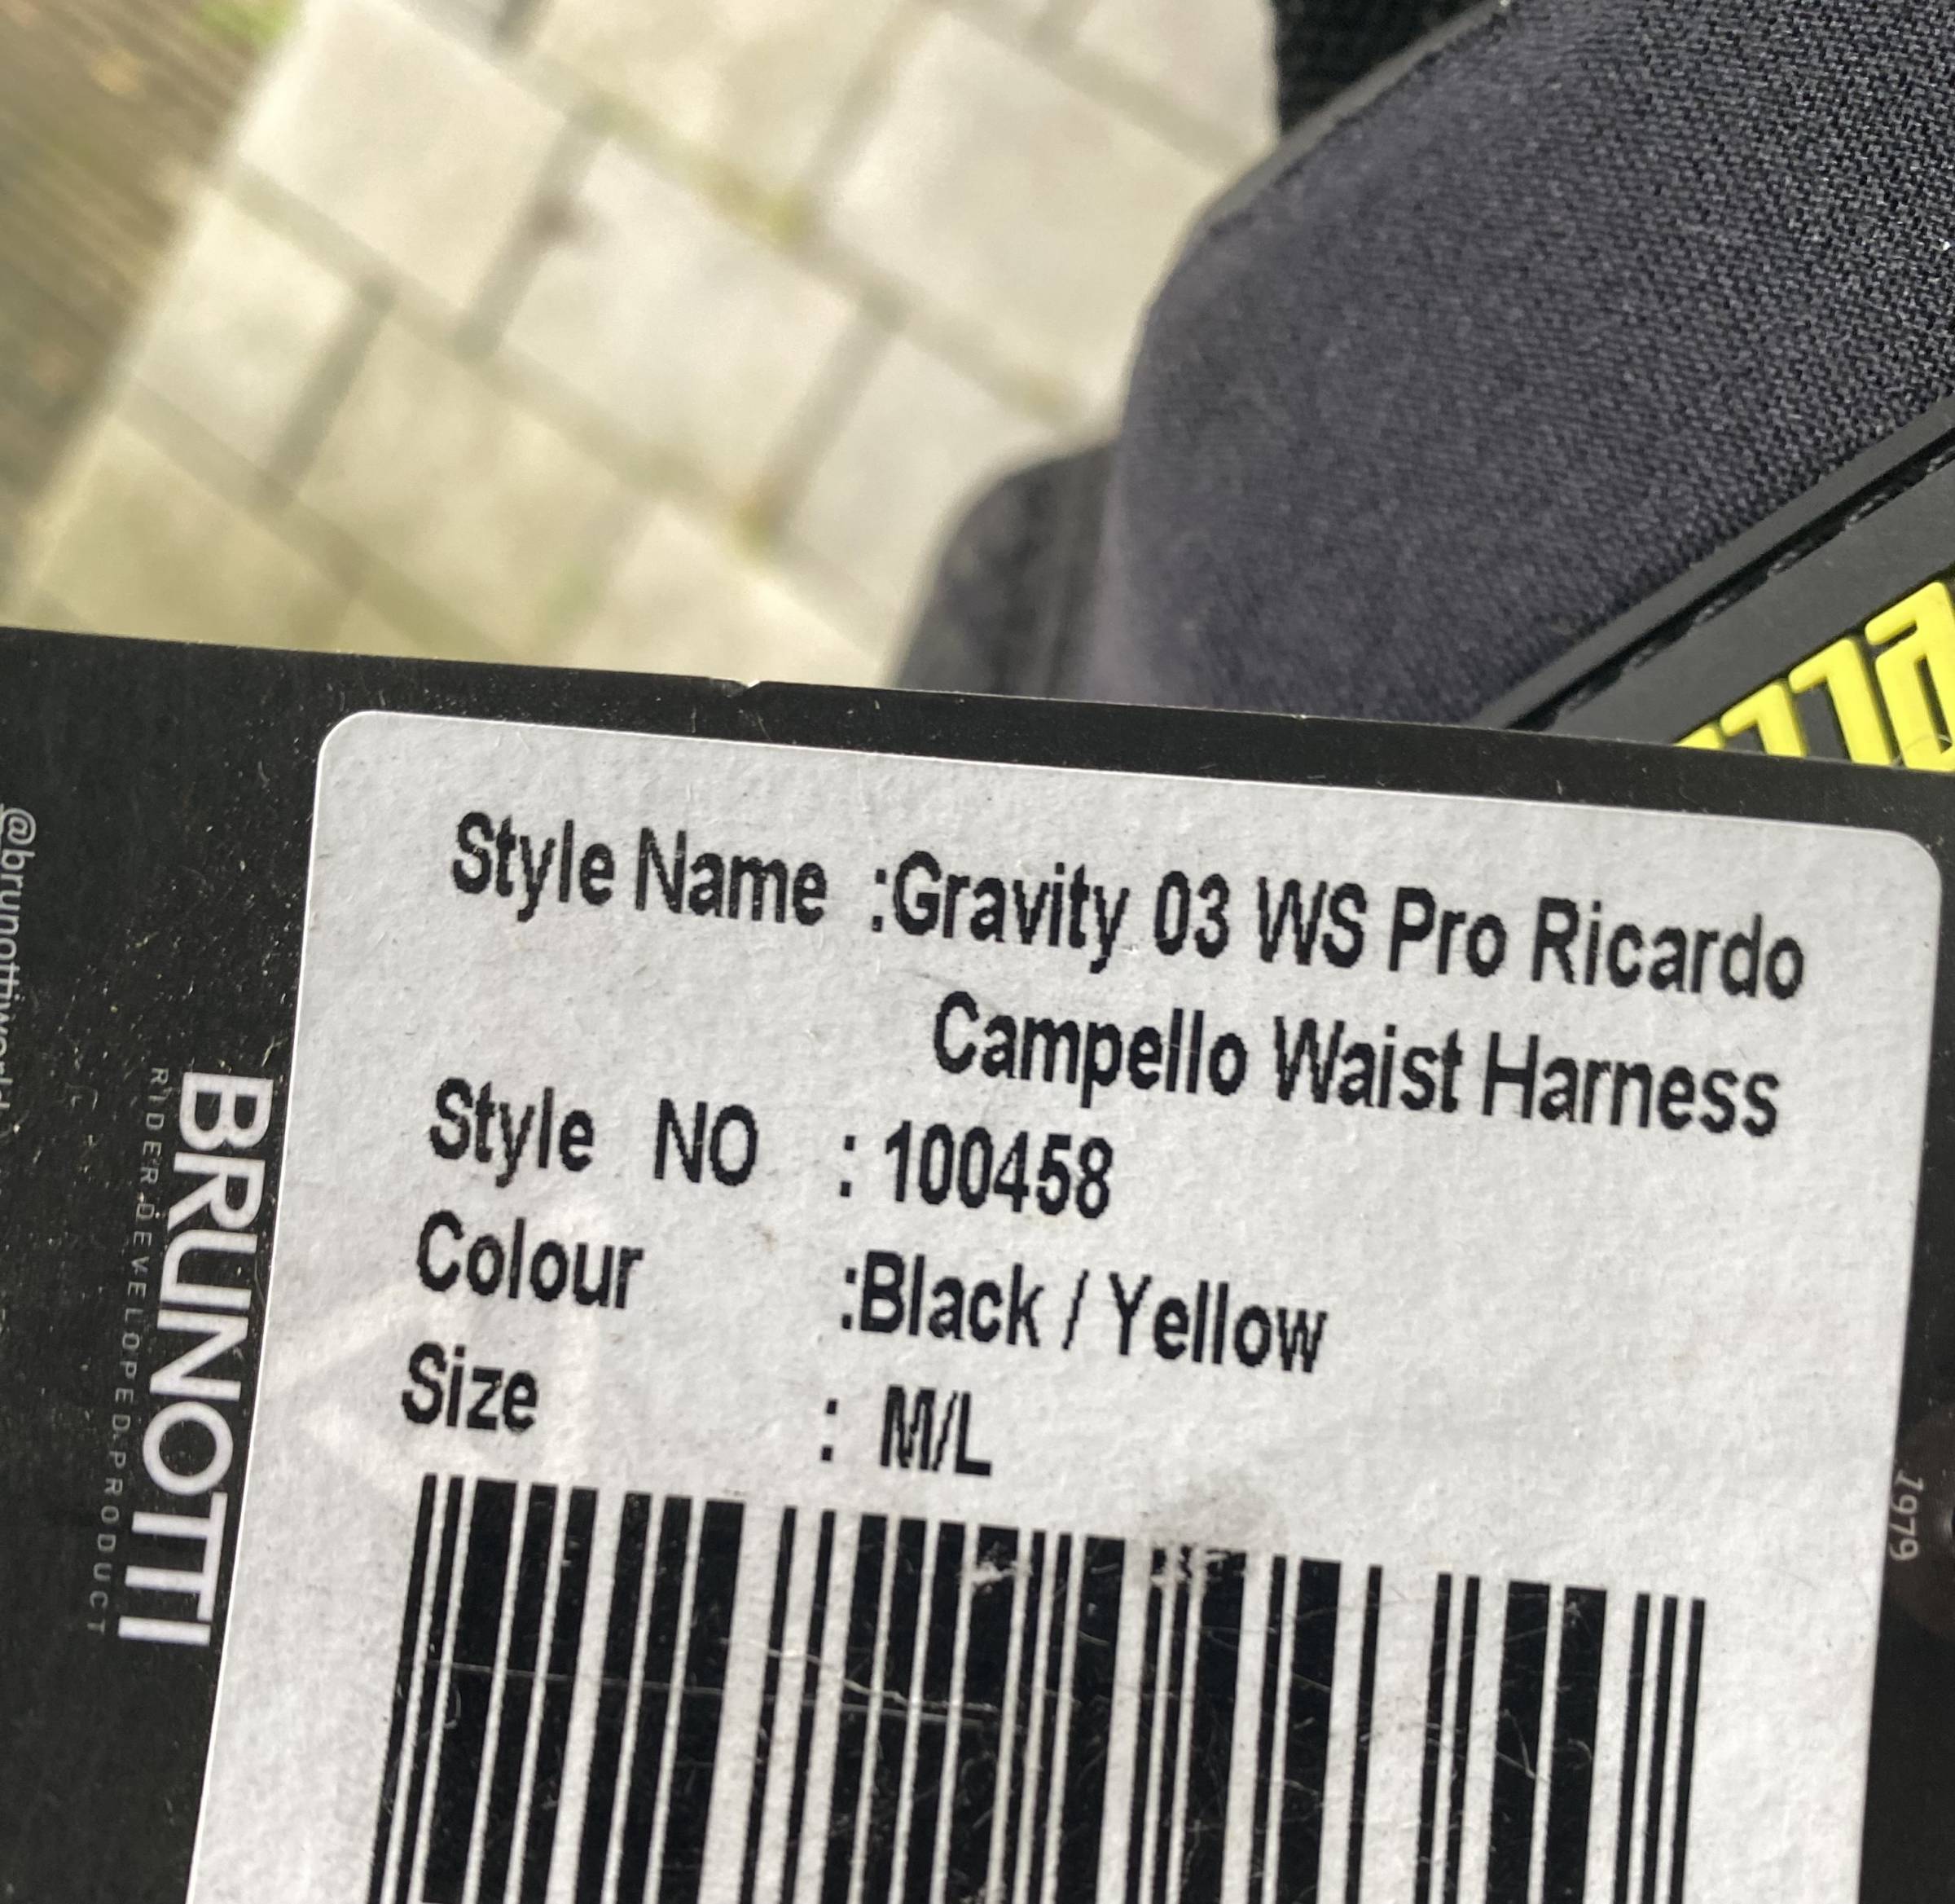 Style Name :Gravity 03 WS Pro Ricardo
Campello Waist Harness
Style NO : 100458
Colour :Black / Yellow
Size : M/L
BRUNOTTI
RIDER.DEVELOPED.PRODUCT
@brunottiworld
1979